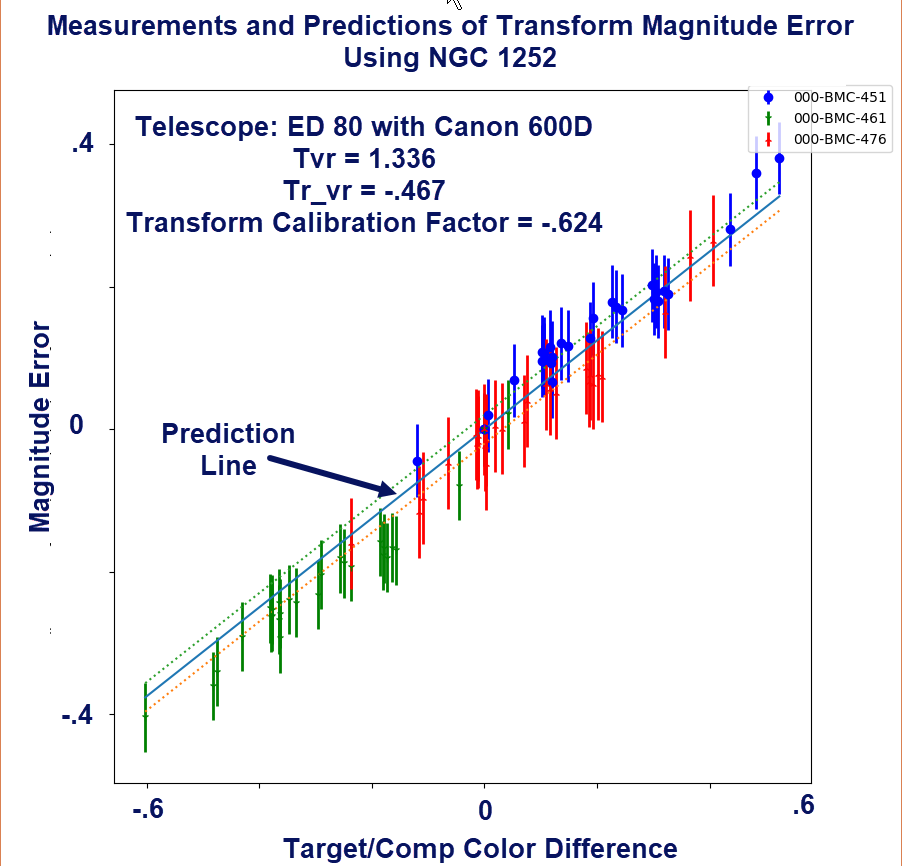 Measurements and Predictions of Transform Magnitude Error
Using NGC 1252
000-BMC-451
000-BMC-461
000-BMC-476
Telescope: ED 80 with Canon 600D
Tvr = 1.336
Tr_vr = -.467
Transform Calibration Factor = -.624
.4
0
-.4
Magnitude Error
Prediction
Line
-.6
0
.6
Target/Comp Color Difference